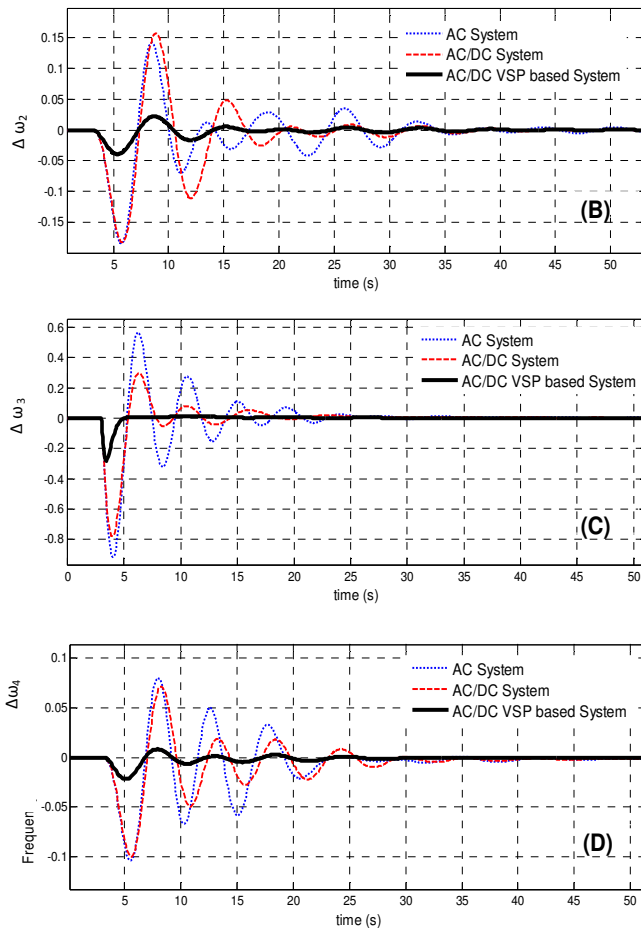 AC System
AC/DC System
AC/DC VSP based System
0.15
0.1
0.05
0
0.05
0.1
0.15
Δ ω2
(B)
5 10 15 20 25 30 35 40 45 50
time (s)
AC System
AC/DC System
AC/DC VSP based System
0.6
0.4
0.2
0
-0.2
-0.4
-0.6
-0.8
Δ ω3
(C)
0 5 10 15 20 25 30 35 40 45 50
time (s)
AC System
AC/DC System
AC/DC VSP based System
0.1
0.05
0
-0.05
-0.1
Δω4
Frequen
(D)
5 10 15 20 25 30 35 40 45 50
time (s)